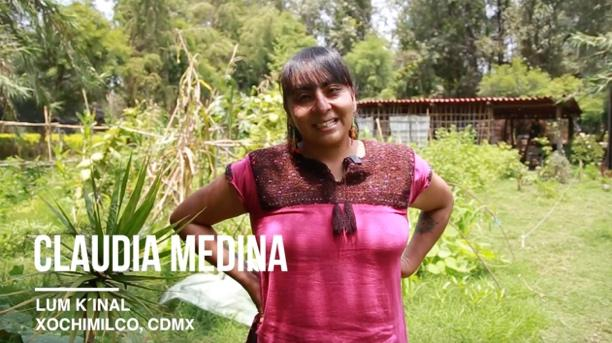 CLAUDIA MEDINA
LUM K´INAL
XOCHIMILCO, CDMX